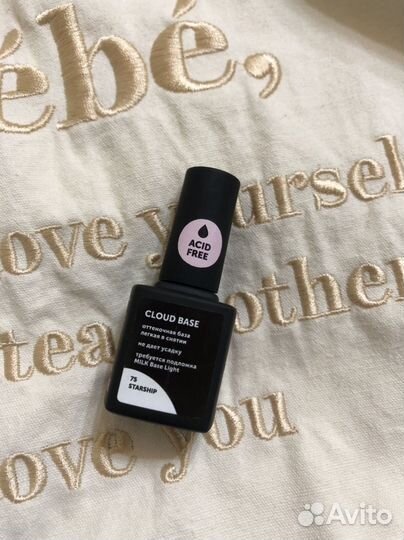 ébé,
ove yourself
tea
other
ove you
ACID
FREE
CLOUD BASE
оттеночная база
легкая в снятии
не дает усадку
требуется подложка
MILK Base Light
75
STARSHIP
Avito